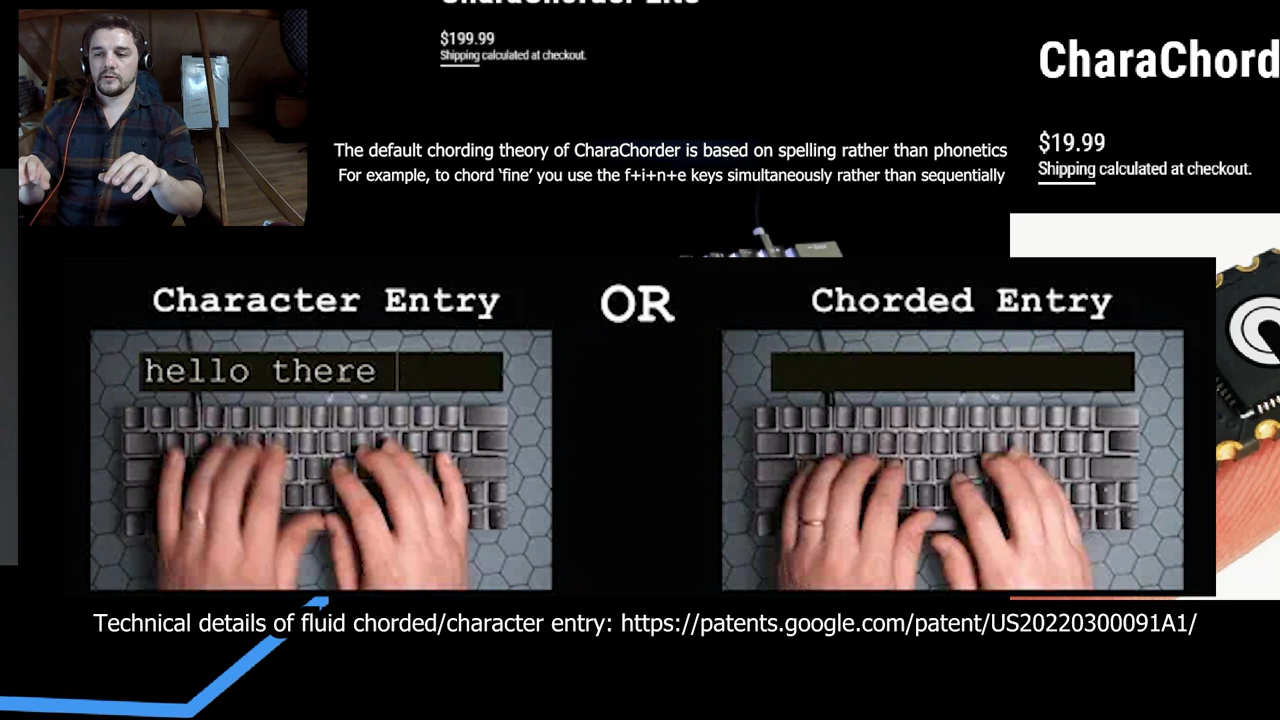 $199.99
Shipping calculated at checkout.
CharaChord
$19.99
Shipping calculated at checkout.
The default chording theory of CharaChorder is based on spelling rather than phonetics
For example, to chord ‘fine’ you use the f+i+n+e keys simultaneously rather than sequentially
Character Entry
OR
Chorded Entry
hello there
Technical details of fluid chorded/character entry: https://patents.google.com/patent/US20220300091A1/